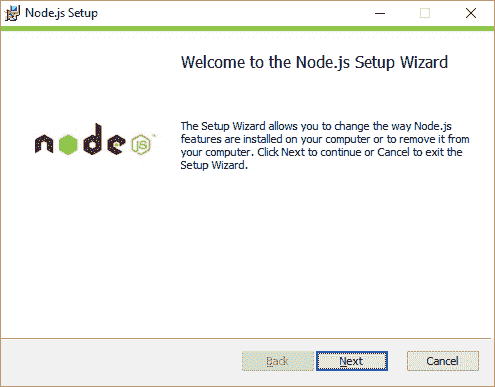 Node.js Setup
Welcome to the Node.js Setup Wizard
node js™
The Setup Wizard allows you to change the way Node.js
features are installed on your computer or to remove it from
your computer. Click Next to continue or Cancel to exit the
Setup Wizard.
Back Next Cancel